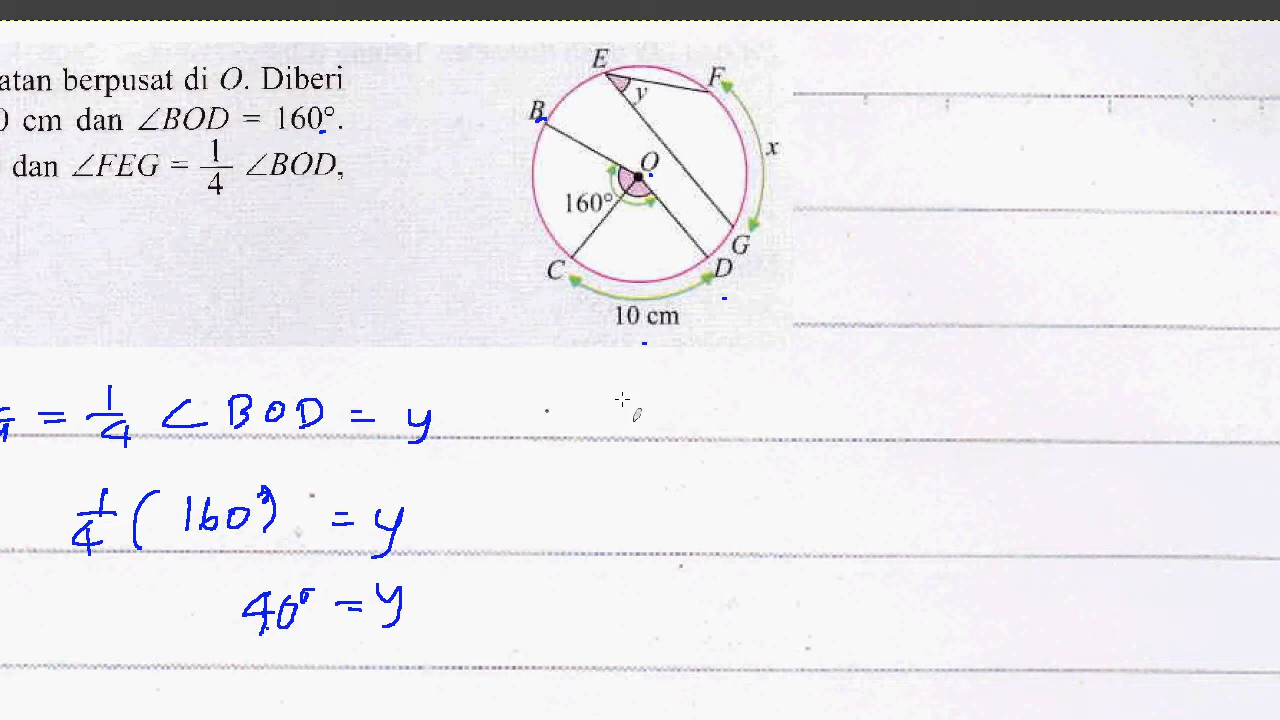 atan berpusat di O. Diberi
0 cm dan ∠BOD = 160°.
dan ∠FEG = 1/4 ∠BOD,
E
F
B
y
O
x
160°
G
C
D
10 cm
= 1/4 ∠BOD = y
1/4 (160°) = y
40° = y